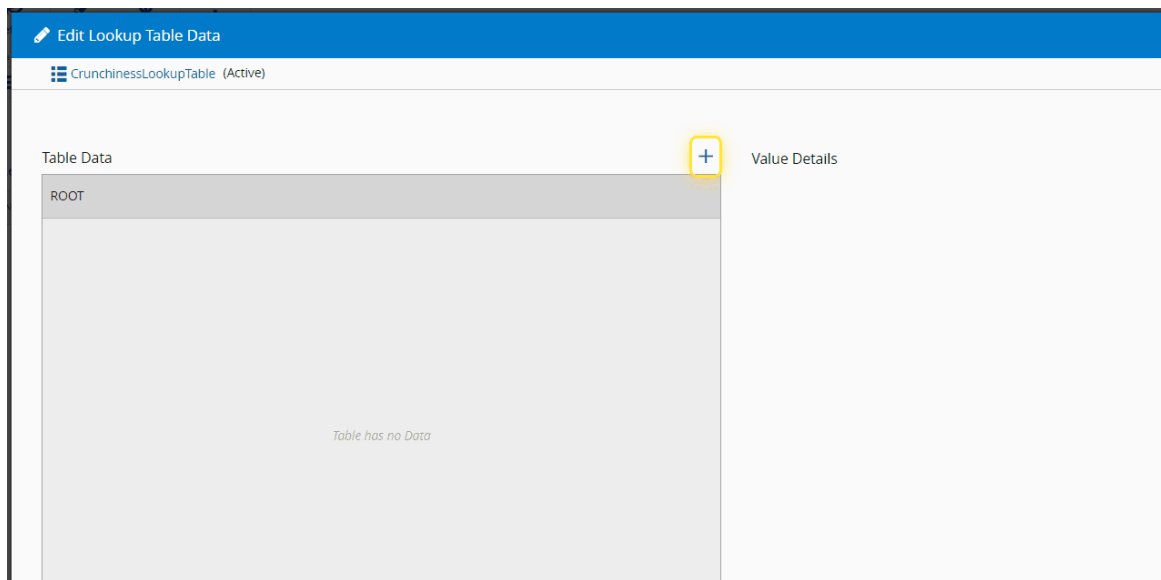 Edit Lookup Table Data
CrunchinessLookupTable (Active)
Table Data
Value Details
ROOT
Table has no Data